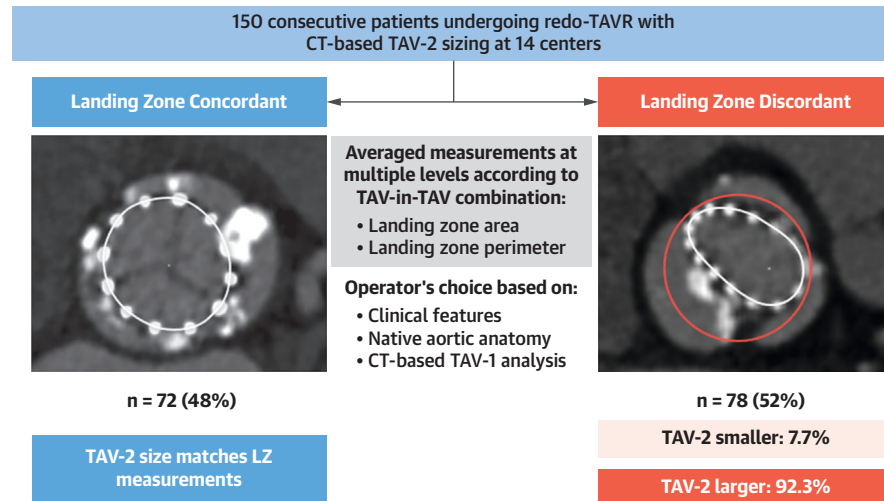 150 consecutive patients undergoing redo-TAVR with
CT-based TAV-2 sizing at 14 centers
Landing Zone Concordant
Landing Zone Discordant
Averaged measurements at
multiple levels according to
TAV-in-TAV combination:
• Landing zone area
• Landing zone perimeter
Operator's choice based on:
• Clinical features
• Native aortic anatomy
• CT-based TAV-1 analysis
n = 72 (48%)
n = 78 (52%)
TAV-2 size matches LZ
measurements
TAV-2 smaller: 7.7%
TAV-2 larger: 92.3%